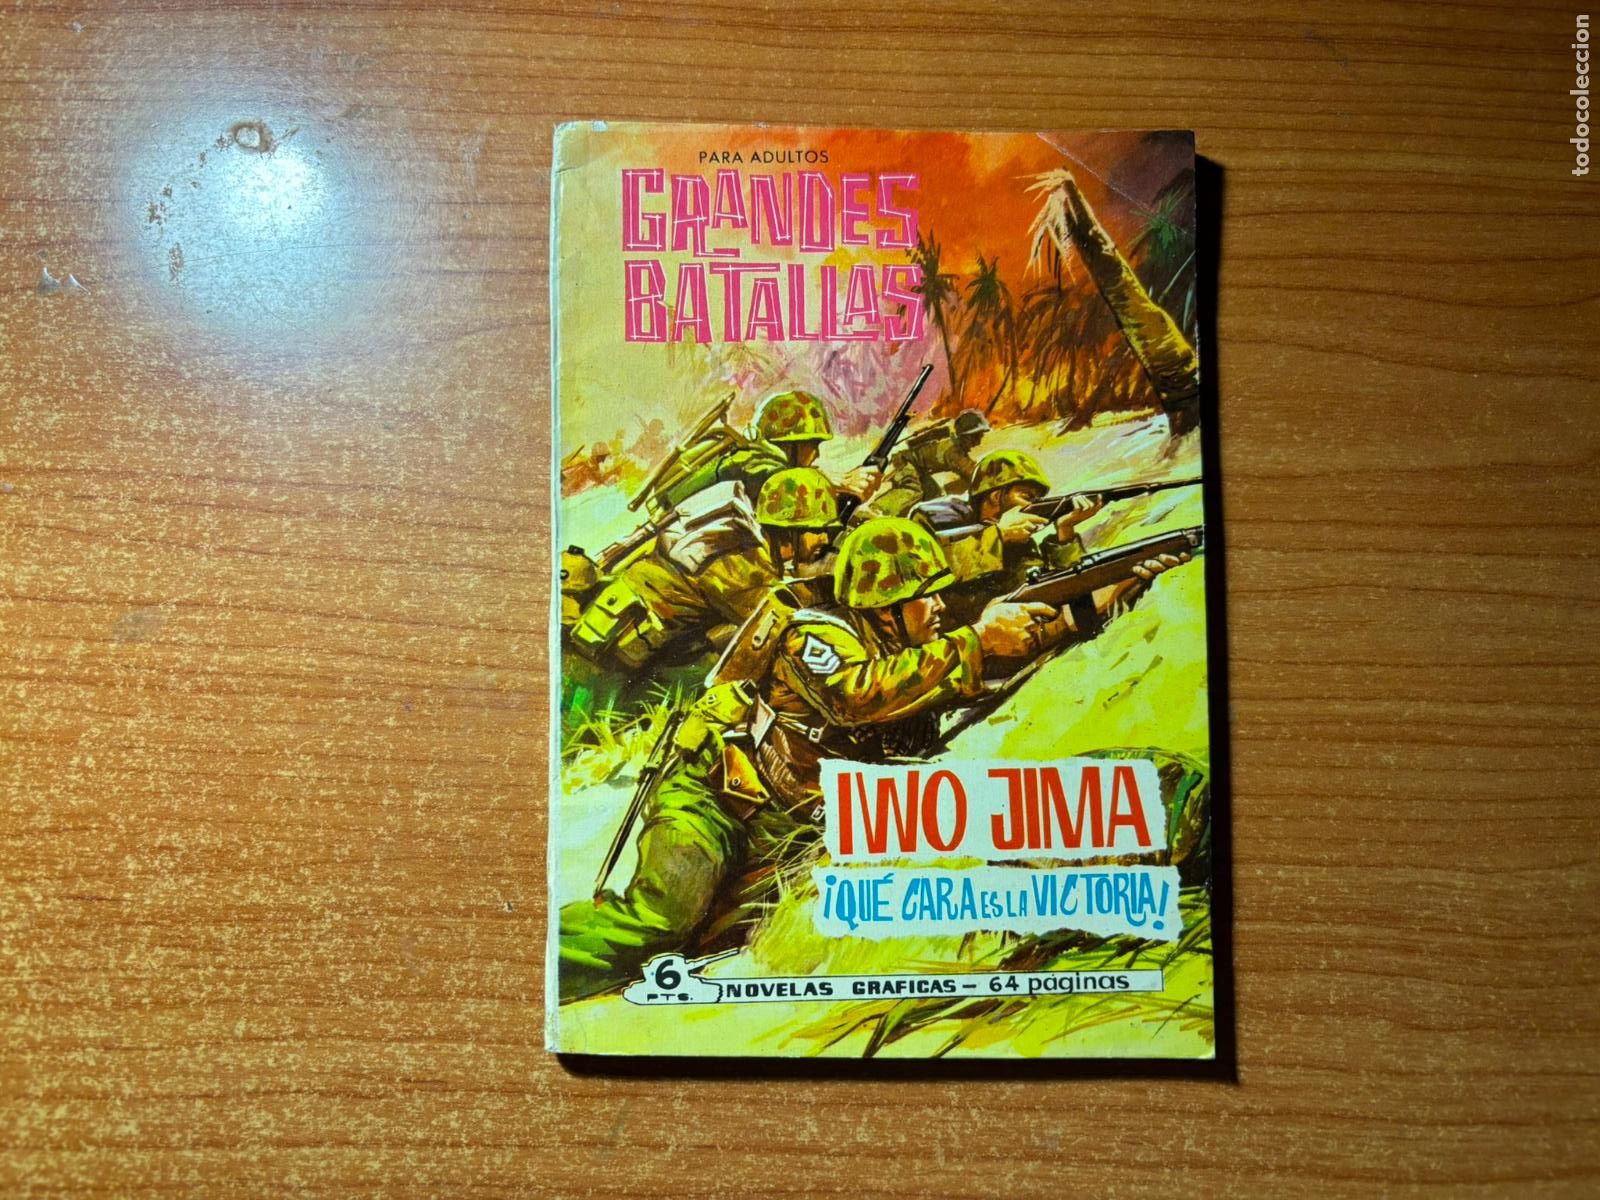 PARA ADULTOS
GRANDES
BATALLAS
IWO JIMA
¡QUÉ CARA ES LA VICTORIA!
6
PTS.
NOVELAS GRAFICAS - 64 páginas
todocoleccion